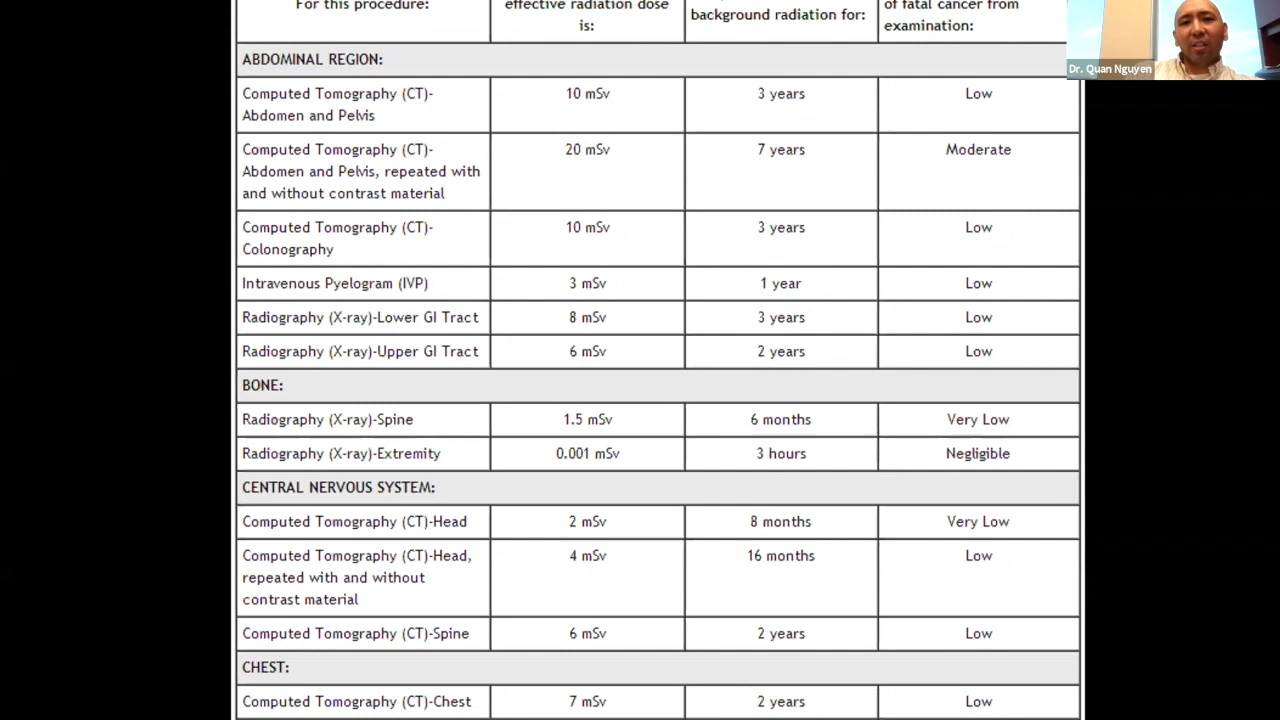 For this procedure:
effective radiation dose
is:
background radiation for:
of fatal cancer from
examination:
Dr. Quan Nguyen
ABDOMINAL REGION:
Computed Tomography (CT)-
Abdomen and Pelvis
10 mSv
3 years
Low
Computed Tomography (CT)-
Abdomen and Pelvis, repeated with
and without contrast material
20 mSv
7 years
Moderate
Computed Tomography (CT)-
Colonography
10 mSv
3 years
Low
Intravenous Pyelogram (IVP)
3 mSv
1 year
Low
Radiography (X-ray)-Lower GI Tract
8 mSv
3 years
Low
Radiography (X-ray)-Upper GI Tract
6 mSv
2 years
Low
BONE:
Radiography (X-ray)-Spine
1.5 mSv
6 months
Very Low
Radiography (X-ray)-Extremity
0.001 mSv
3 hours
Negligible
CENTRAL NERVOUS SYSTEM:
Computed Tomography (CT)-Head
2 mSv
8 months
Very Low
Computed Tomography (CT)-Head,
repeated with and without
contrast material
4 mSv
16 months
Low
Computed Tomography (CT)-Spine
6 mSv
2 years
Low
CHEST:
Computed Tomography (CT)-Chest
7 mSv
2 years
Low